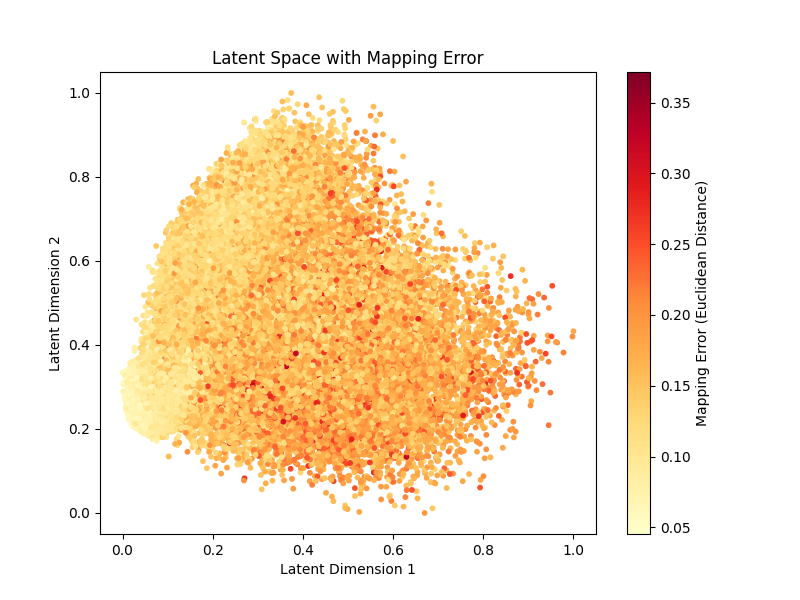 Latent Space with Mapping Error
1.0
0.8
0.6
0.4
0.2
0.0
Latent Dimension 2
0.0 0.2 0.4 0.6 0.8 1.0
Latent Dimension 1
0.35
0.30
0.25
0.20
0.15
0.10
0.05
Mapping Error (Euclidean Distance)